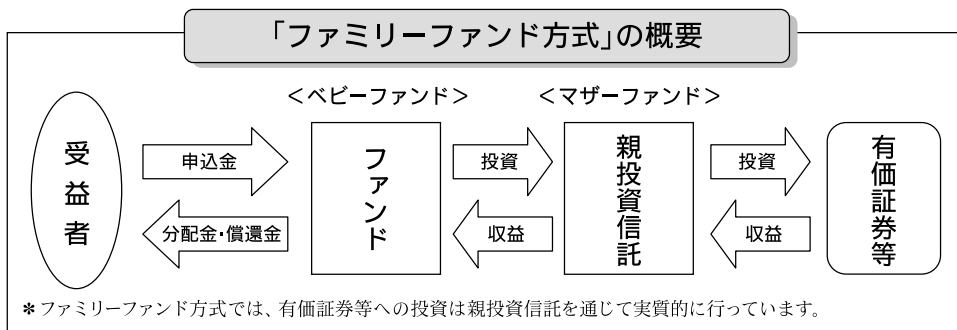 「ファミリーファンド方式」の概要
＜ベビーファンド＞
＜マザーファンド＞
受益者
申込金
分配金・償還金
ファンド
投資
収益
親投資信託
投資
収益
有価証券等
＊ファミリーファンド方式では、有価証券等への投資は親投資信託を通じて実質的に行っています。